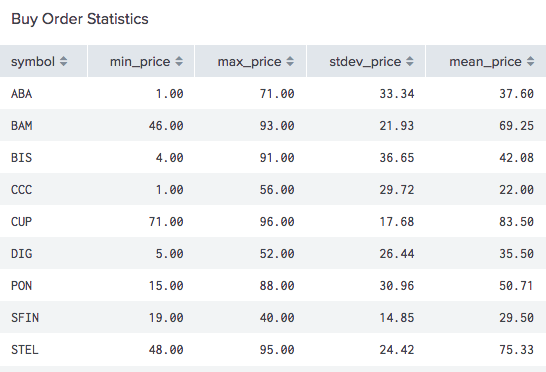 Buy Order Statistics
symbol min_price max_price stdev_price mean_price
ABA 1.00 71.00 33.34 37.60
BAM 46.00 93.00 21.93 69.25
BIS 4.00 91.00 36.65 42.08
CCC 1.00 56.00 29.72 22.00
CUP 71.00 96.00 17.68 83.50
DIG 5.00 52.00 26.44 35.50
PON 15.00 88.00 30.96 50.71
SFIN 19.00 40.00 14.85 29.50
STEL 48.00 95.00 24.42 75.33